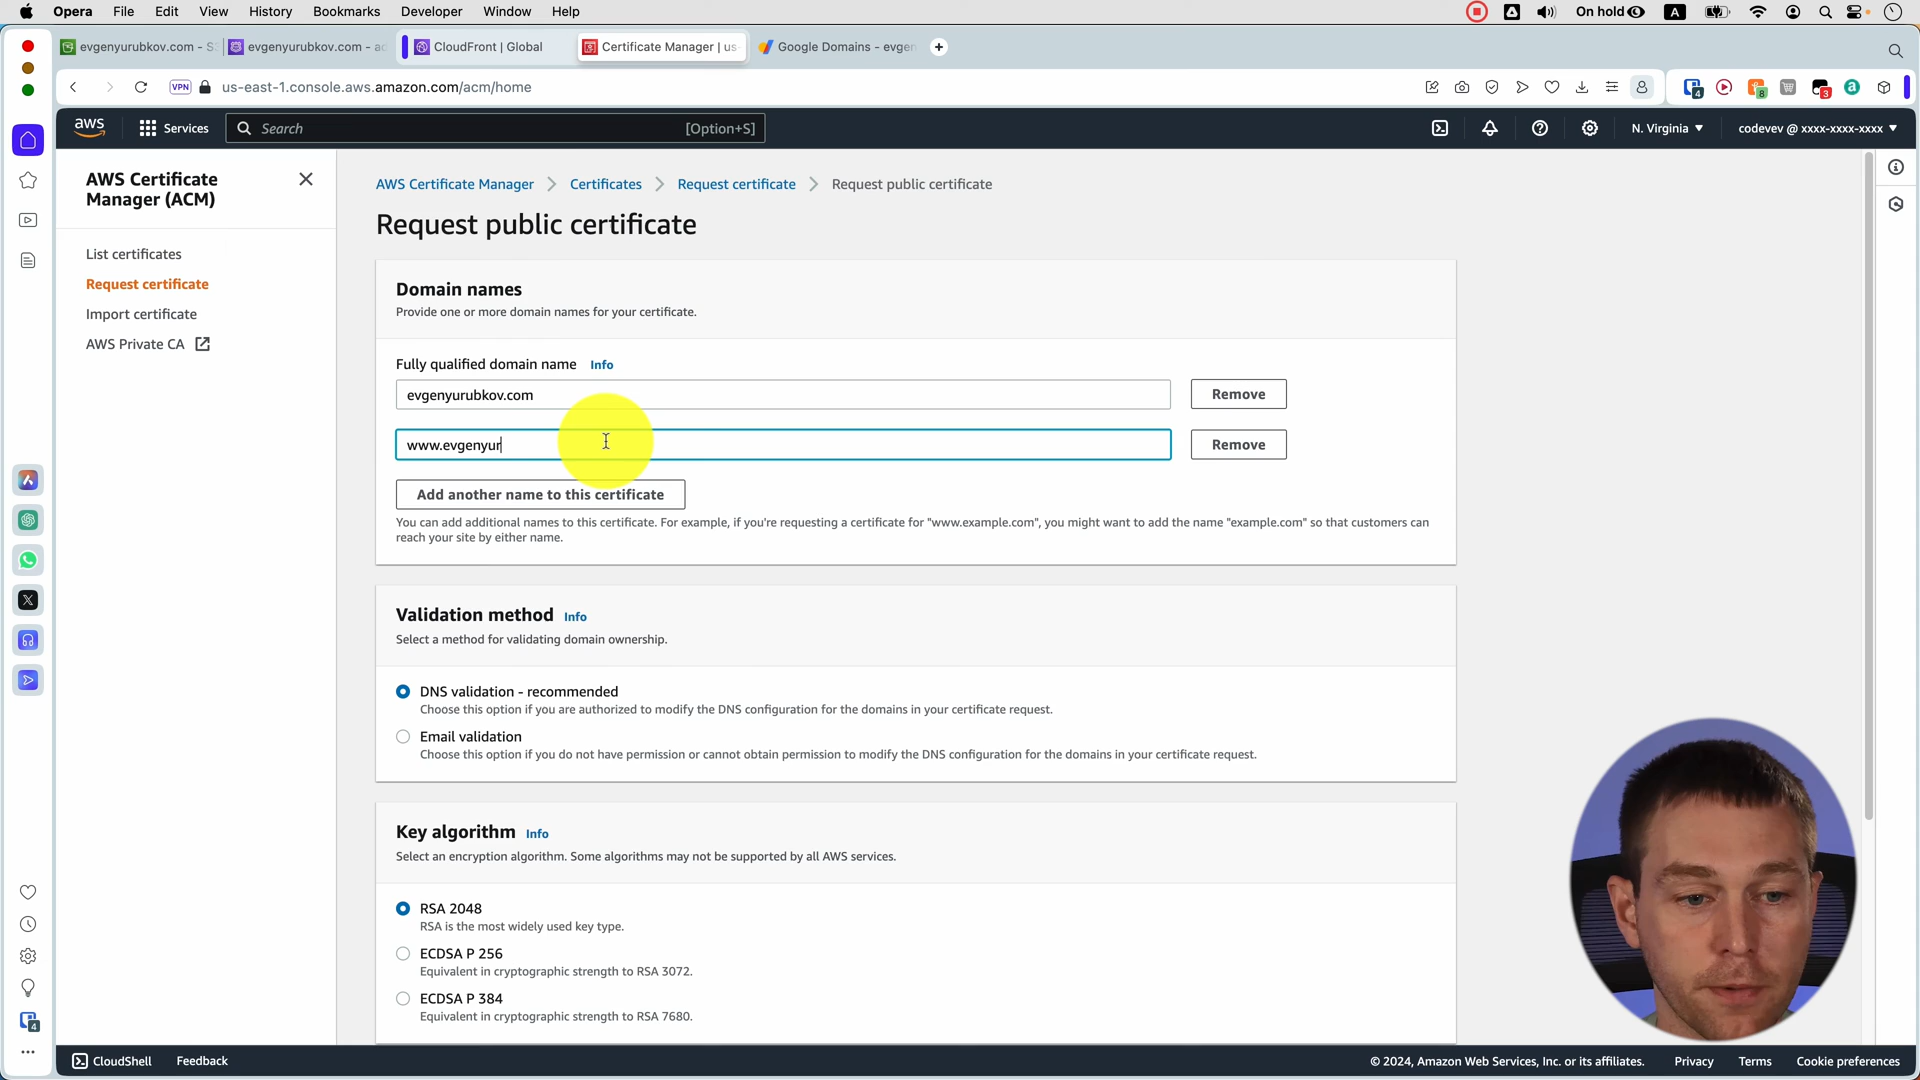 Opera File Edit View History Bookmarks Developer Window Help On hold A
evgenyurubkov.com - S evgenyurubkov.com - ac CloudFront | Global Certificate Manager | us- Google Domains - evgen
VPN us-east-1.console.aws.amazon.com/acm/home 4 8 3 a
aws Services Search [Option+S] N. Virginia codevev @ xxxx-xxxx-xxxx
AWS Certificate
Manager (ACM)
List certificates
Request certificate
Import certificate
AWS Private CA
AWS Certificate Manager Certificates Request certificate Request public certificate
Request public certificate
Domain names
Provide one or more domain names for your certificate.
Fully qualified domain name Info
evgenyurubkov.com Remove
www.evgenyur Remove
Add another name to this certificate
You can add additional names to this certificate. For example, if you're requesting a certificate for "www.example.com", you might want to add the name "example.com" so that customers can
reach your site by either name.
Validation method Info
Select a method for validating domain ownership.
DNS validation - recommended
Choose this option if you are authorized to modify the DNS configuration for the domains in your certificate request.
Email validation
Choose this option if you do not have permission or cannot obtain permission to modify the DNS configuration for the domains in your certificate request.
Key algorithm Info
Select an encryption algorithm. Some algorithms may not be supported by all AWS services.
RSA 2048
RSA is the most widely used key type.
ECDSA P 256
Equivalent in cryptographic strength to RSA 3072.
ECDSA P 384
Equivalent in cryptographic strength to RSA 7680.
4
CloudShell Feedback © 2024, Amazon Web Services, Inc. or its affiliates. Privacy Terms Cookie preferences